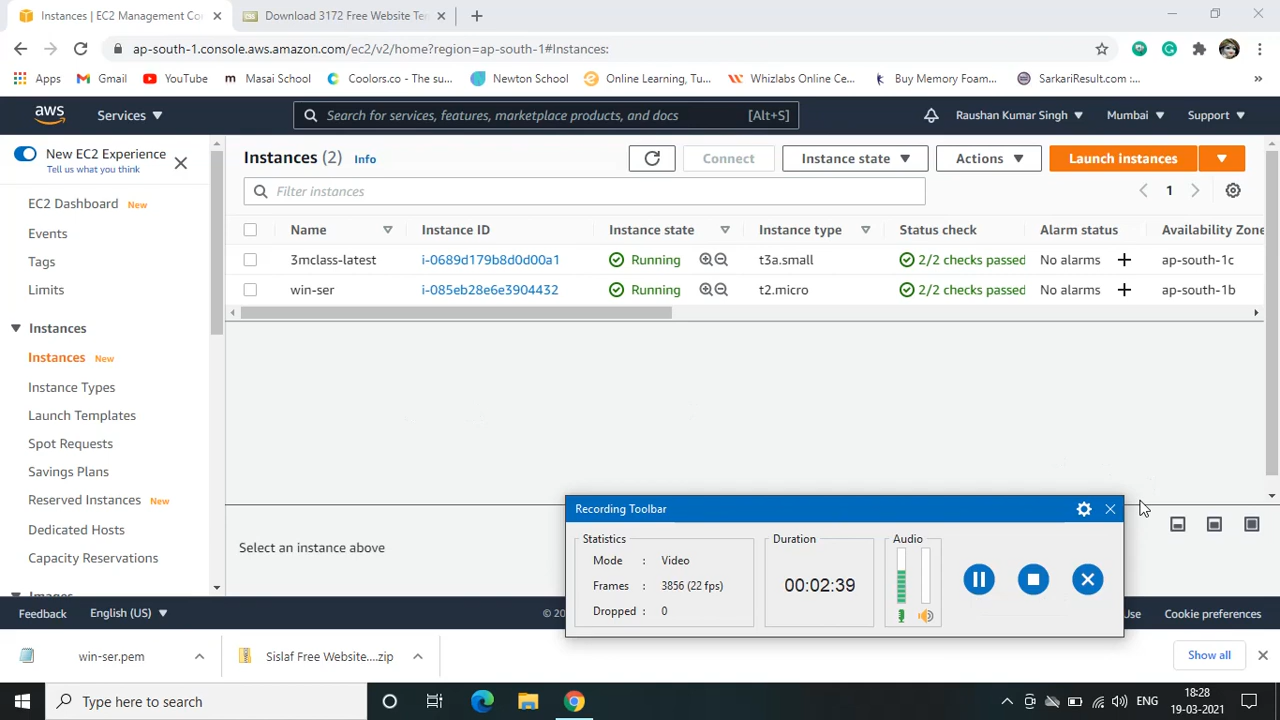 Instances | EC2 Management Co
Download 3172 Free Website Te
ap-south-1.console.aws.amazon.com/ec2/v2/home?region=ap-south-1#Instances:
Apps
Gmail
YouTube
Masai School
Coolors.co - The su...
Newton School
Online Learning, Tu...
Whizlabs Online Ce...
Buy Memory Foam...
SarkariResult.com :...
aws
Services
Search for services, features, marketplace products, and docs
[Alt+S]
Raushan Kumar Singh
Mumbai
Support
New EC2 Experience
Tell us what you think
EC2 Dashboard New
Events
Tags
Limits
Instances
Instances New
Instance Types
Launch Templates
Spot Requests
Savings Plans
Reserved Instances New
Dedicated Hosts
Capacity Reservations
Images
Instances (2) Info
Connect
Instance state
Actions
Launch instances
Filter instances
1
Name Instance ID Instance state Instance type Status check Alarm status Availability Zone
3mclass-latest i-0689d179b8d0d00a1 Running t3a.small 2/2 checks passed No alarms + ap-south-1c
win-ser i-085eb28e6e3904432 Running t2.micro 2/2 checks passed No alarms + ap-south-1b
Select an instance above
Recording Toolbar
Statistics
Mode : Video
Frames : 3856 (22 fps)
Dropped : 0
Duration
00:02:39
Audio
Feedback
English (US)
© 20
Use
Cookie preferences
win-ser.pem
Sislaf Free Website....zip
Show all
Type here to search
ENG
18:28
19-03-2021